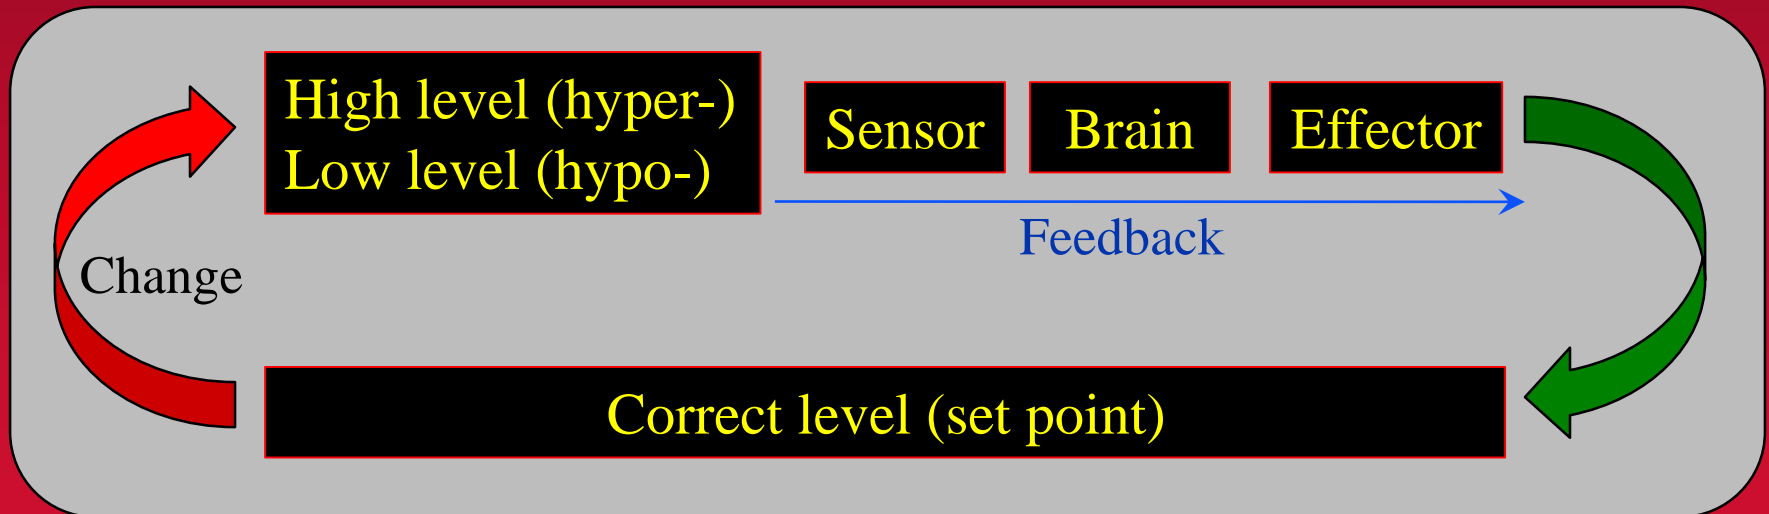 High level (hyper-)
Low level (hypo-)
Sensor
Brain
Effector
Feedback
Change
Correct level (set point)